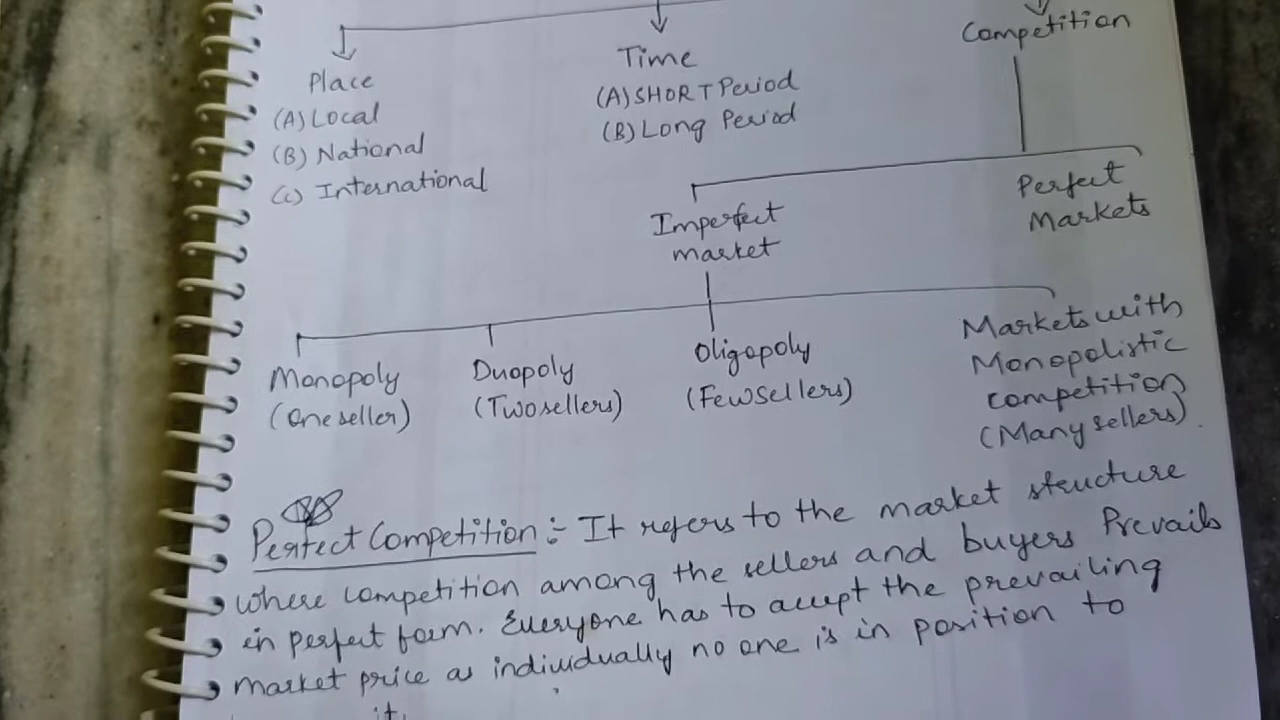 Place
(A) Local
(B) National
(C) International
Time
(A) SHORT Period
(B) Long Period
Competition
Imperfect
market
Perfect
Markets
Monopoly
(One seller)
Duopoly
(Two sellers)
Oligopoly
(Few sellers)
Markets with
Monopolistic
competition
(Many sellers).
Perfect Competition :- It refers to the market structure
where competition among the sellers and buyers Prevails
in perfect form. Everyone has to accept the prevailing
market price as individually no one is in position to
it.